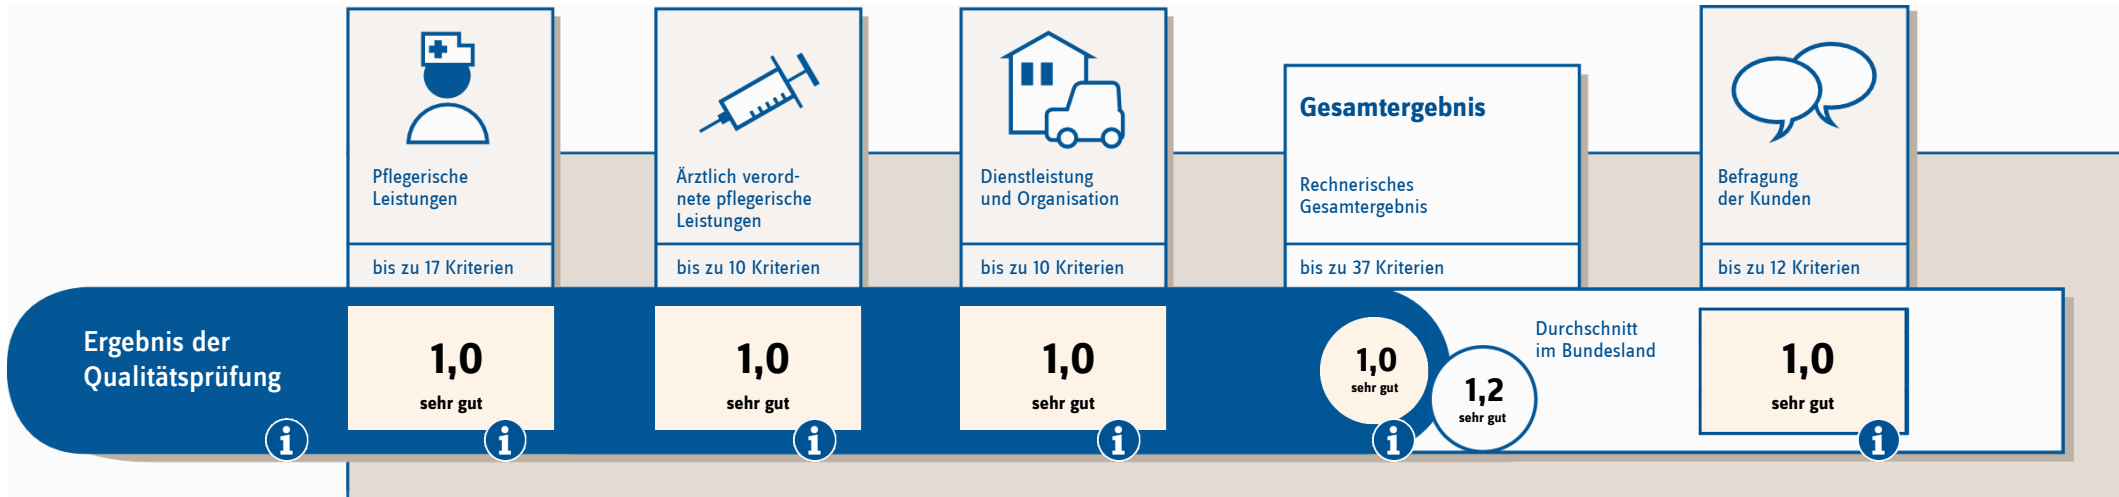 Pflegerische
Leistungen
bis zu 17 Kriterien
Ärztlich verord-
nete pflegerische
Leistungen
bis zu 10 Kriterien
Dienstleistung
und Organisation
bis zu 10 Kriterien
Gesamtergebnis
Rechnerisches
Gesamtergebnis
bis zu 37 Kriterien
Befragung
der Kunden
bis zu 12 Kriterien
Ergebnis der
Qualitätsprüfung
i
1,0
sehr gut
i
1,0
sehr gut
i
1,0
sehr gut
i
1,0
sehr gut
i
1,2
sehr gut
Durchschnitt
im Bundesland
1,0
sehr gut
i